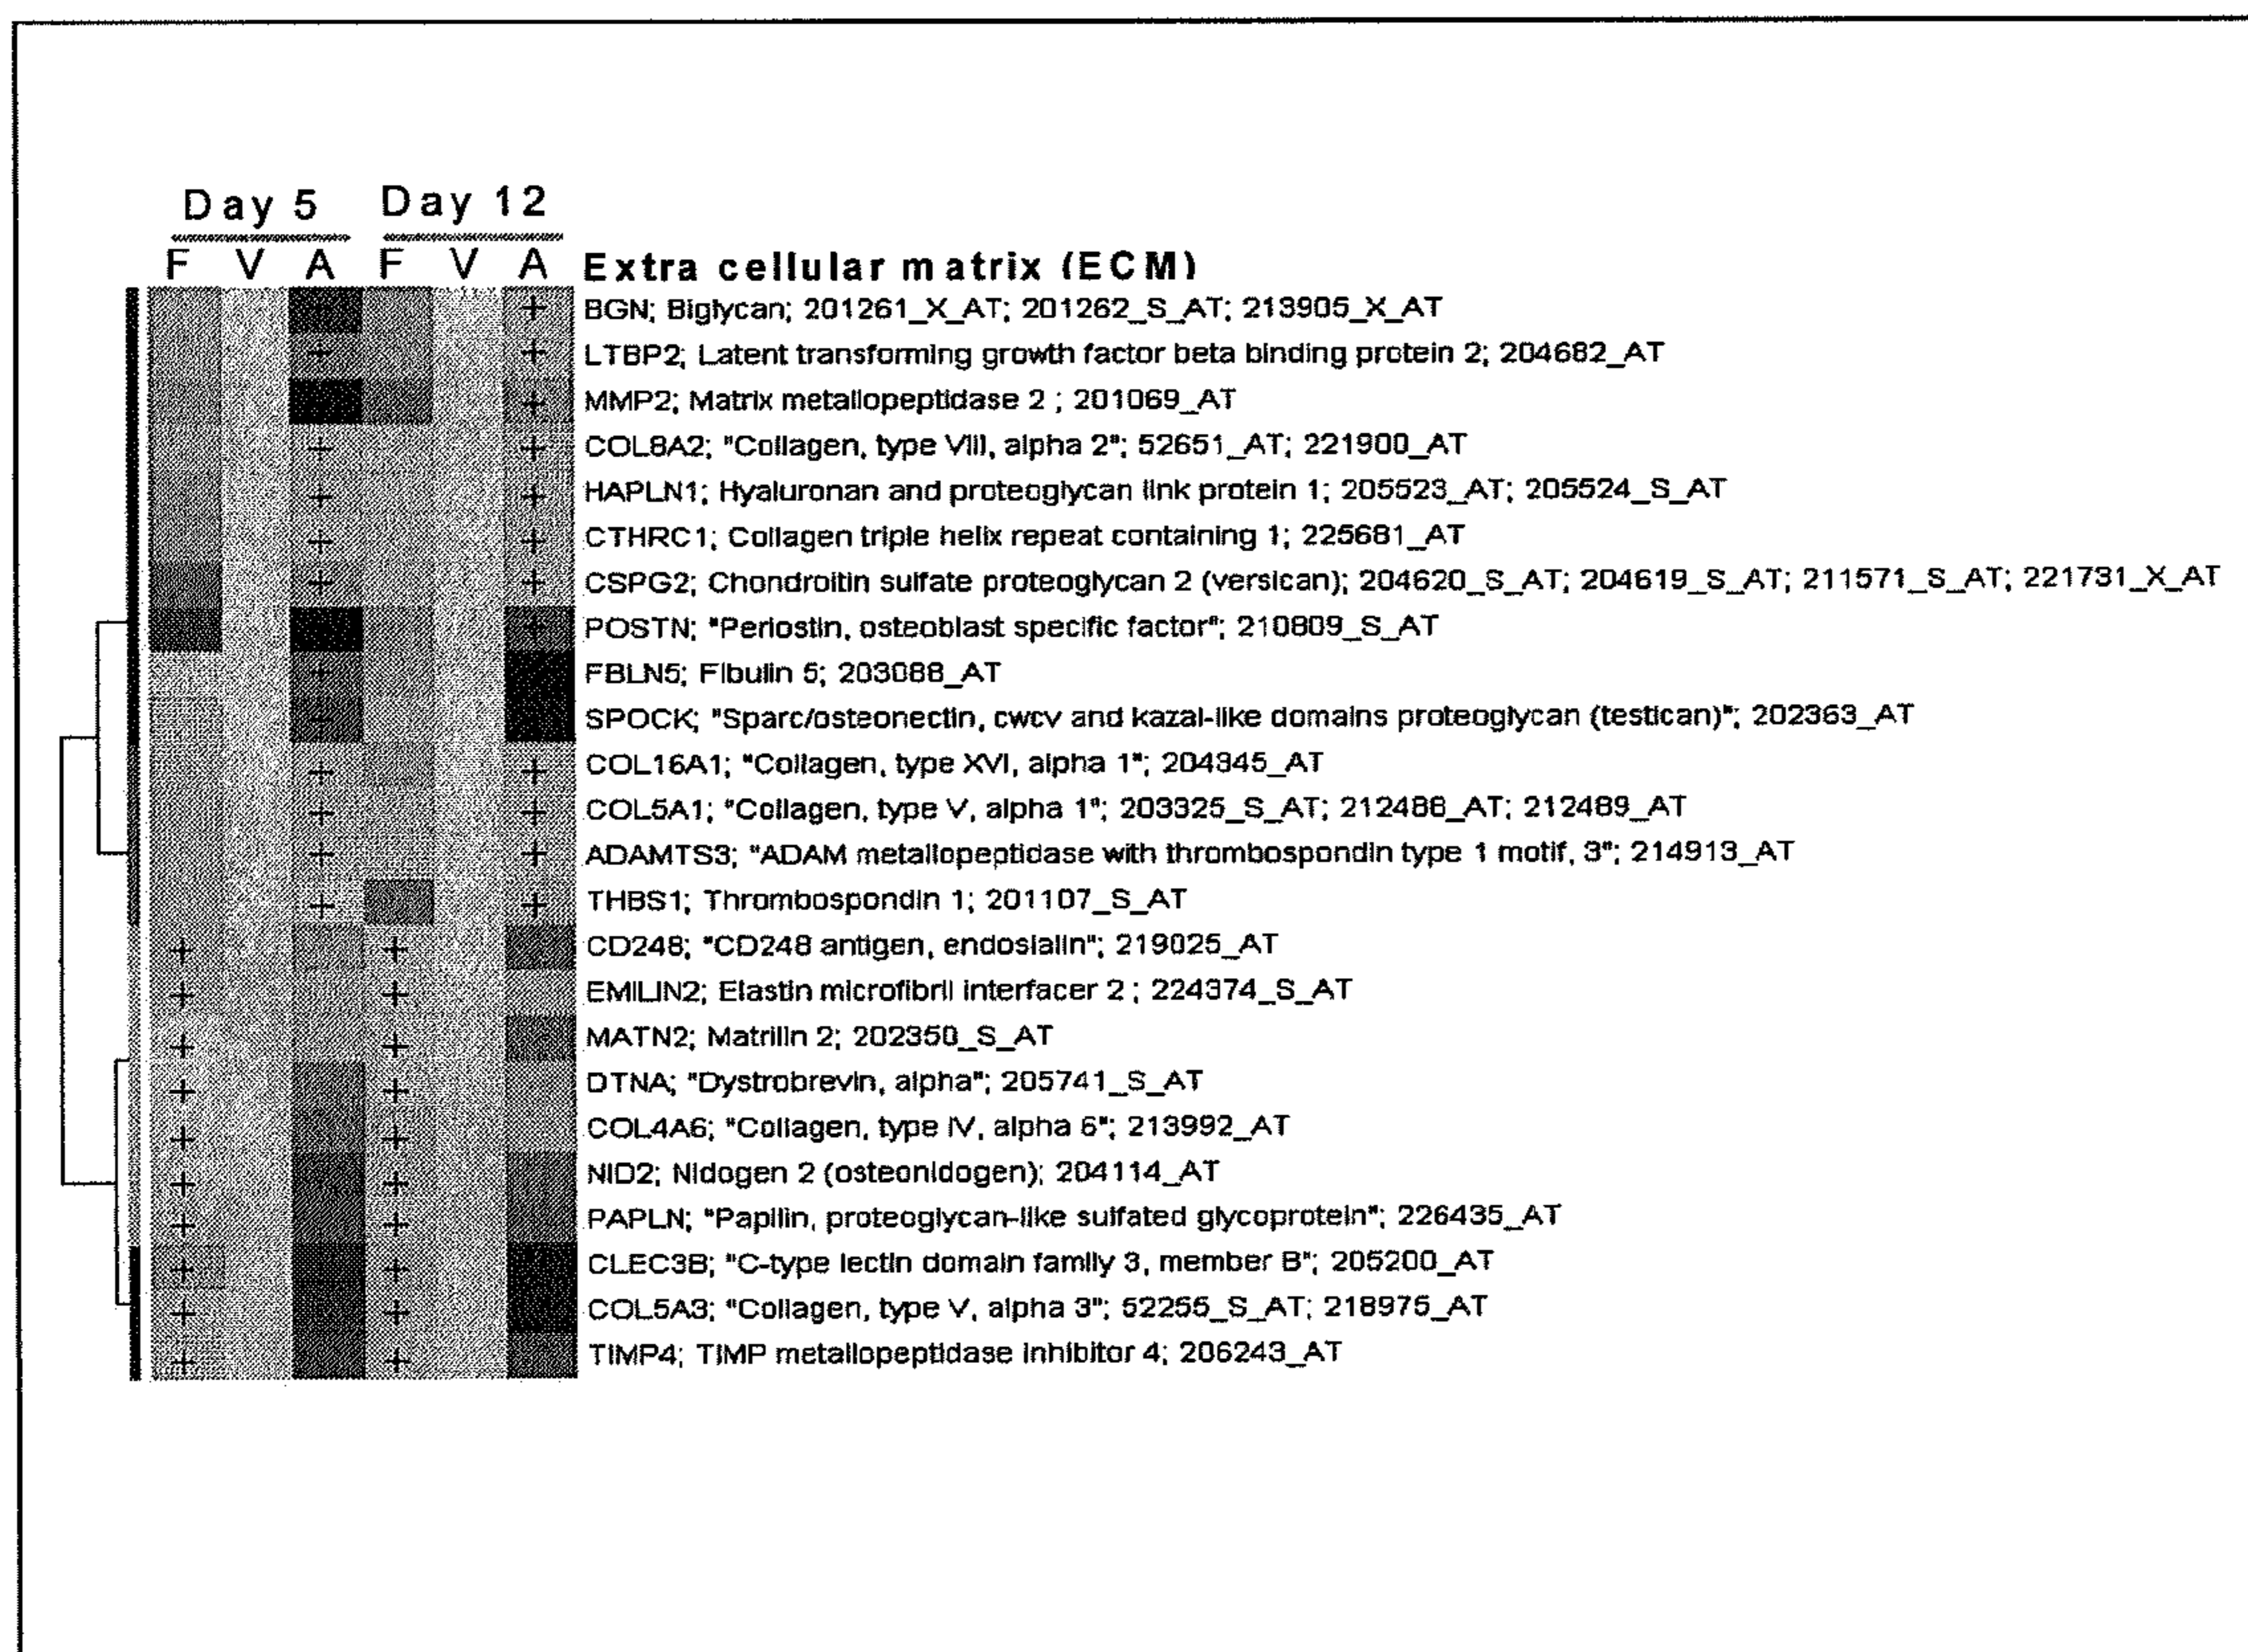 Day 5 Day 12
F V A F V A Extra cellular matrix (ECM)
+ BGN; Biglycan; 201261_X_AT; 201262_S_AT; 213905_X_AT
+ + LTBP2; Latent transforming growth factor beta binding protein 2; 204682_AT
+ MMP2; Matrix metallopeptidase 2 ; 201069_AT
+ + COL8A2; "Collagen, type VIII, alpha 2"; 52651_AT; 221900_AT
+ + HAPLN1; Hyaluronan and proteoglycan link protein 1; 205523_AT; 205524_S_AT
+ + CTHRC1; Collagen triple helix repeat containing 1; 225681_AT
+ + CSPG2; Chondroitin sulfate proteoglycan 2 (versican); 204620_S_AT; 204619_S_AT; 211571_S_AT; 221731_X_AT
+ POSTN; "Periostin, osteoblast specific factor"; 210809_S_AT
+ FBLN5; Fibulin 5; 203088_AT
+ SPOCK; "Sparc/osteonectin, cwcv and kazal-like domains proteoglycan (testican)"; 202363_AT
+ + COL16A1; "Collagen, type XVI, alpha 1"; 204345_AT
+ + COL5A1; "Collagen, type V, alpha 1"; 203325_S_AT; 212488_AT; 212489_AT
+ + ADAMTS3; "ADAM metallopeptidase with thrombospondin type 1 motif, 3"; 214913_AT
+ + THBS1; Thrombospondin 1; 201107_S_AT
+ + CD248; "CD248 antigen, endosialin"; 219025_AT
+ + EMILIN2; Elastin microfibril interfacer 2 ; 224374_S_AT
+ + MATN2; Matrilin 2; 202350_S_AT
+ + DTNA; "Dystrobrevin, alpha"; 205741_S_AT
+ + COL4A6; "Collagen, type IV, alpha 6"; 213992_AT
+ + NID2; Nidogen 2 (osteonidogen); 204114_AT
+ + PAPLN; "Papilin, proteoglycan-like sulfated glycoprotein"; 226435_AT
+ + CLEC3B; "C-type lectin domain family 3, member B"; 205200_AT
+ + COL5A3; "Collagen, type V, alpha 3"; 52255_S_AT; 218975_AT
+ + TIMP4; TIMP metallopeptidase inhibitor 4; 206243_AT